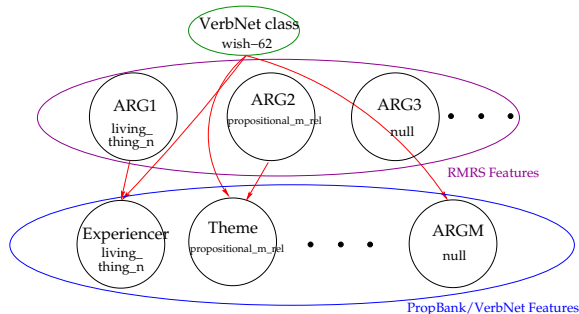 VerbNet class
wish−62
ARG1
living_
thing_n
ARG2
propositional_m_rel
ARG3
null
RMRS Features
Experiencer
living_
thing_n
Theme
propositional_m_rel
ARGM
null
PropBank/VerbNet Features